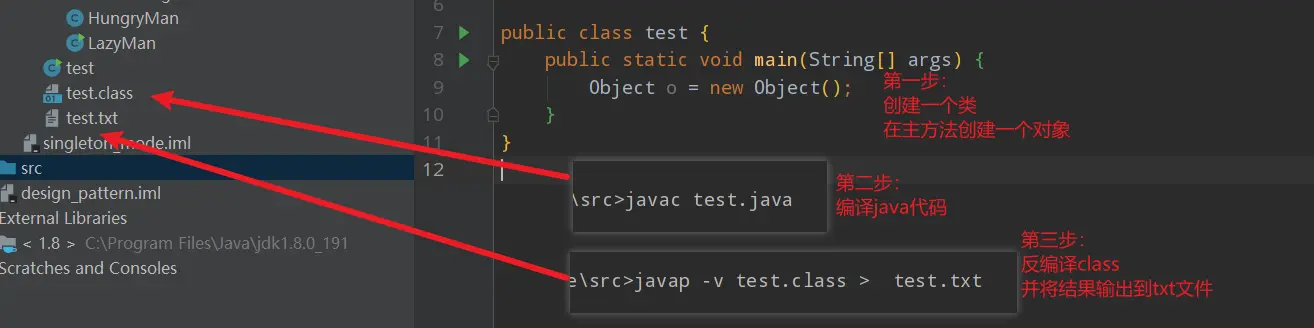 HungryMan
LazyMan
test
test.class
test.txt
singleton_mode.iml
src
design_pattern.iml
External Libraries
< 1.8 > C:\Program Files\Java\jdk1.8.0_191
Scratches and Consoles
6
7 public class test {
8 public static void main(String[] args) {
9 Object o = new Object();
10 }
11 }
12
第一步：
创建一个类
在主方法创建一个对象
\src>javac test.java
第二步：
编译java代码
e\src>javap -v test.class > test.txt
第三步：
反编译class
并将结果输出到txt文件